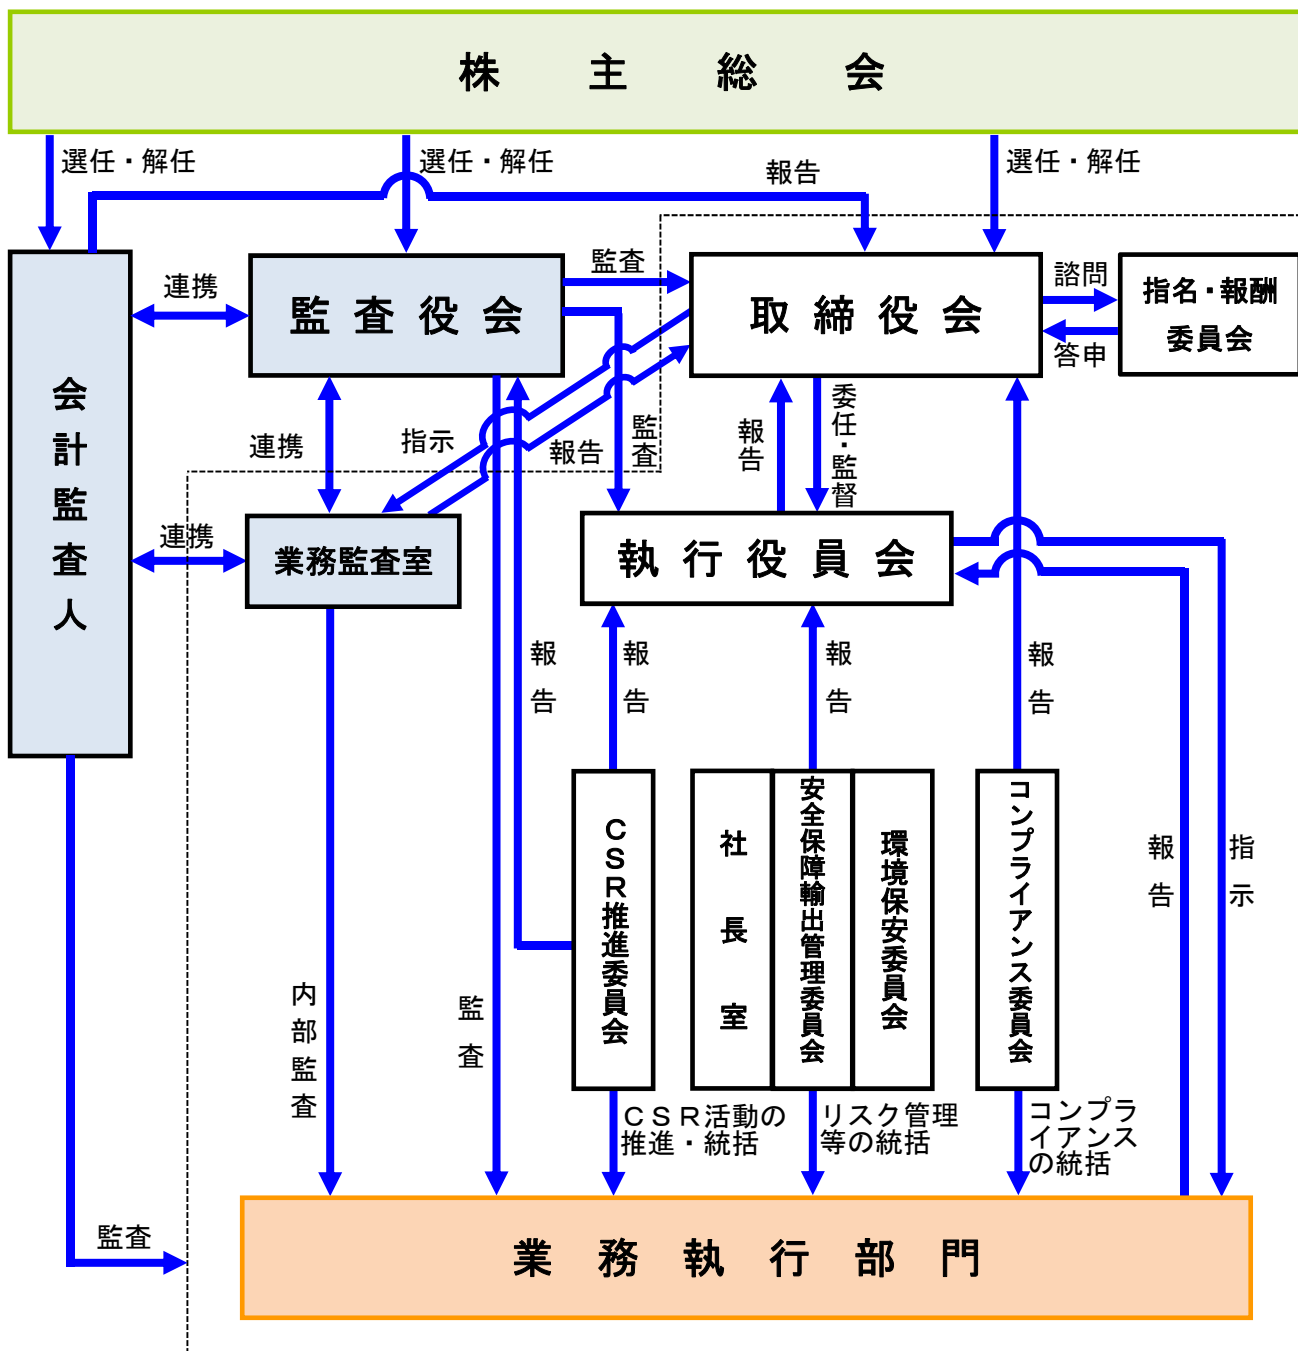 株主総会
選任・解任
選任・解任
報告
選任・解任
監査
連携
監査役会
取締役会
諮問
答申
指名・報酬
委員会
会計監査人
連携
指示
報告
監査
報告
委任・監督
連携
業務監査室
執行役員会
報告
報告
報告
報告
CSR推進委員会
社長室
安全保障輸出管理委員会
環境保安委員会
コンプライアンス委員会
報告
指示
内部監査
監査
CSR活動の
推進・統括
リスク管理
等の統括
コンプラ
イアンス
の統括
監査
業務執行部門